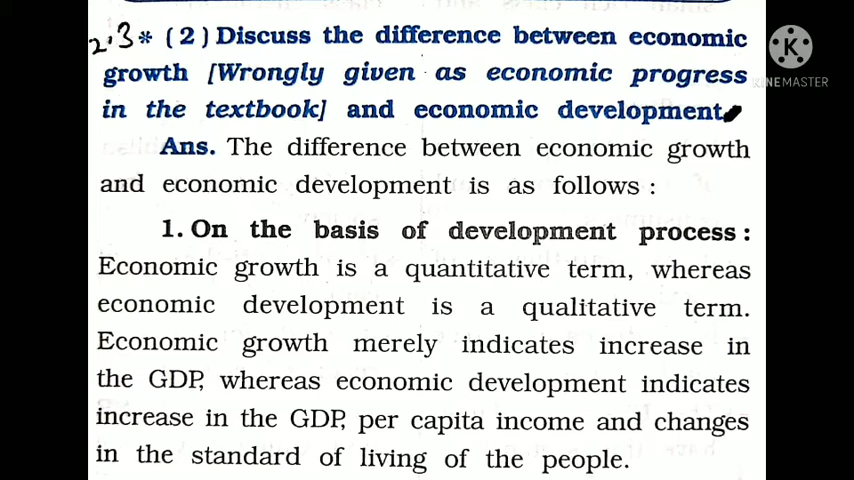 2.3 * (2) Discuss the difference between economic
growth [Wrongly given as economic progress
in the textbook] and economic development.
Ans. The difference between economic growth
and economic development is as follows :
1. On the basis of development process :
Economic growth is a quantitative term, whereas
economic development is a qualitative term.
Economic growth merely indicates increase in
the GDP, whereas economic development indicates
increase in the GDP, per capita income and changes
in the standard of living of the people.
K
KINEMASTER